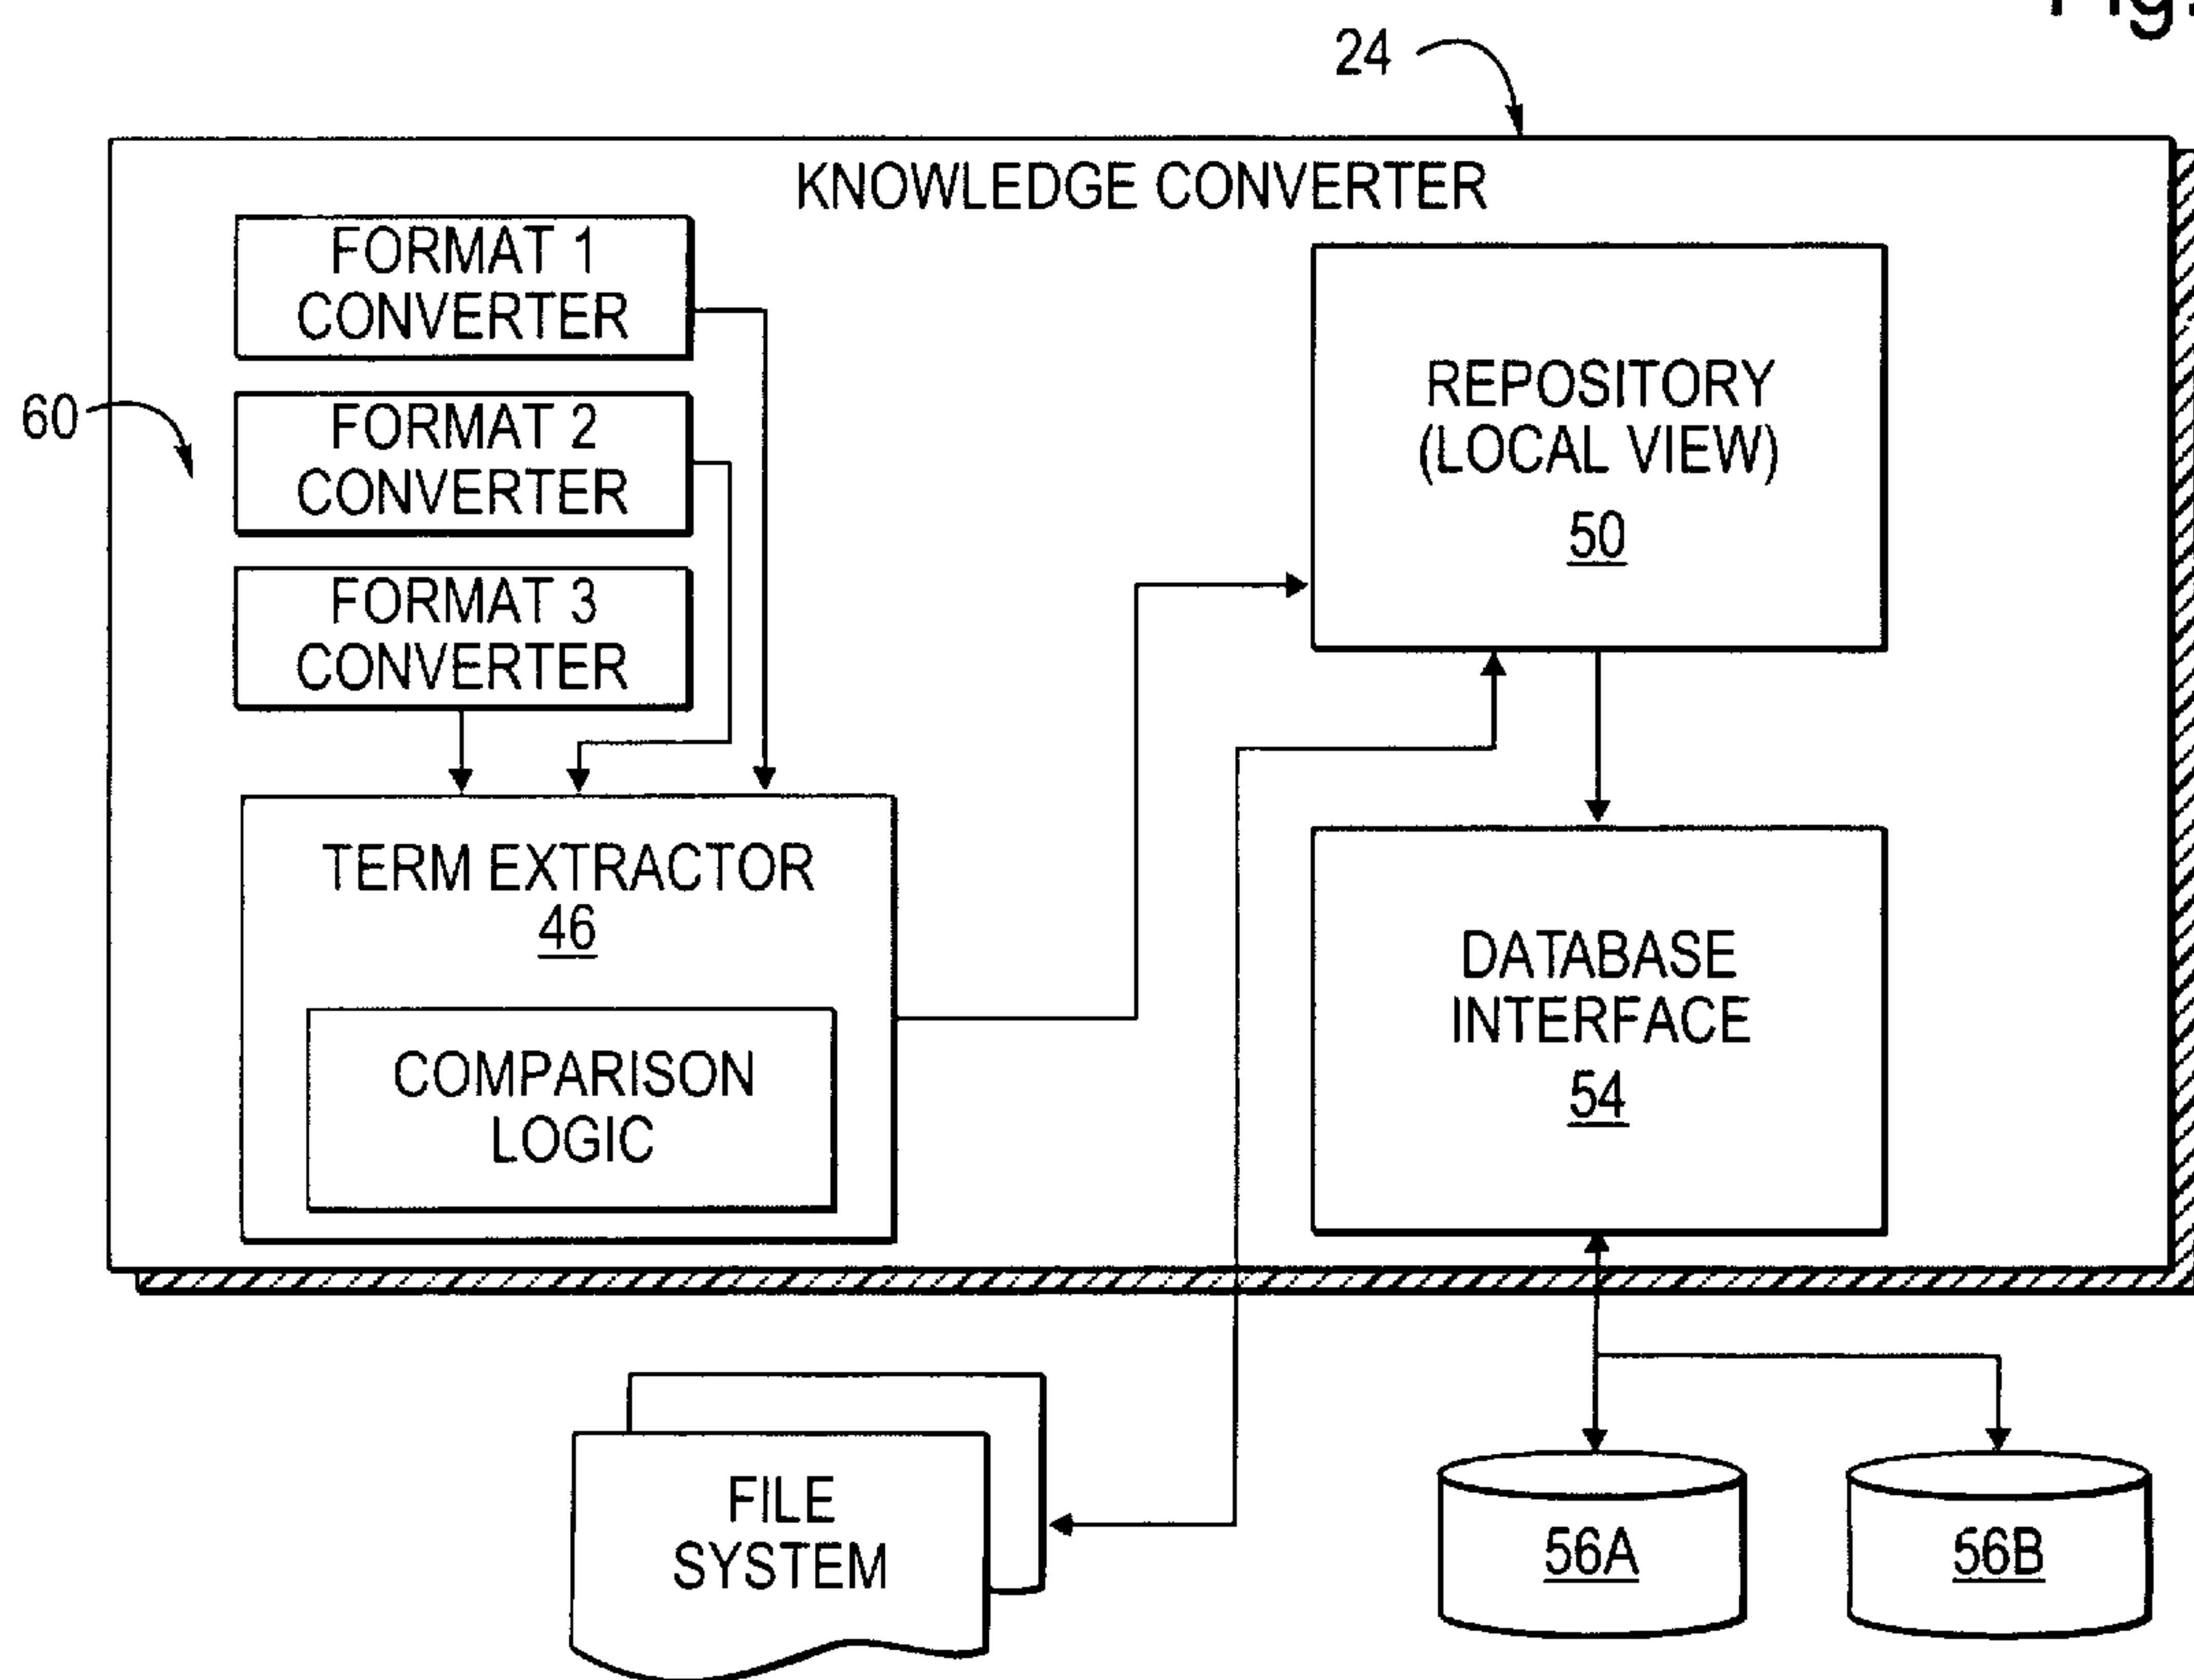 Fig.
24
KNOWLEDGE CONVERTER
FORMAT 1
CONVERTER
60
FORMAT 2
CONVERTER
FORMAT 3
CONVERTER
REPOSITORY
(LOCAL VIEW)
50
TERM EXTRACTOR
46
COMPARISON
LOGIC
DATABASE
INTERFACE
54
FILE
SYSTEM
56A
56B